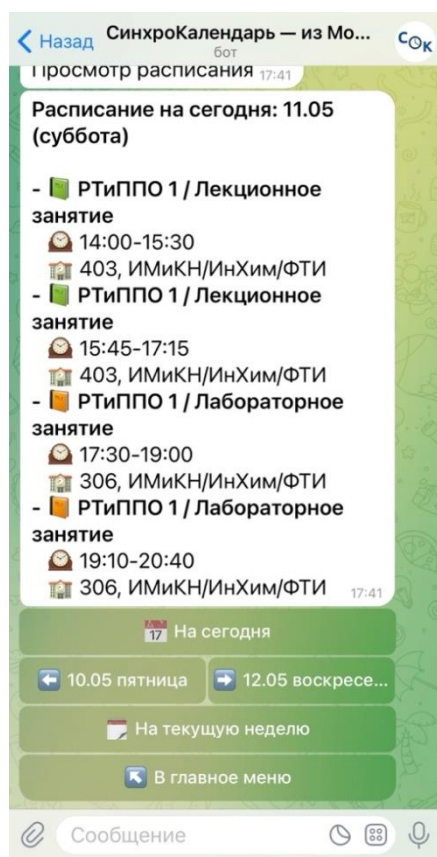 Назад
СинхроКалендарь — из Мо...
бот
СОК
Просмотр расписания 17:41
Расписание на сегодня: 11.05
(суббота)
- РТиППО 1 / Лекционное
занятие
14:00-15:30
403, ИМиКН/ИнХим/ФТИ
- РТиППО 1 / Лекционное
занятие
15:45-17:15
403, ИМиКН/ИнХим/ФТИ
- РТиППО 1 / Лабораторное
занятие
17:30-19:00
306, ИМиКН/ИнХим/ФТИ
- РТиППО 1 / Лабораторное
занятие
19:10-20:40
306, ИМиКН/ИнХим/ФТИ 17:41
17 На сегодня
10.05 пятница
12.05 воскресе...
На текущую неделю
В главное меню
Сообщение